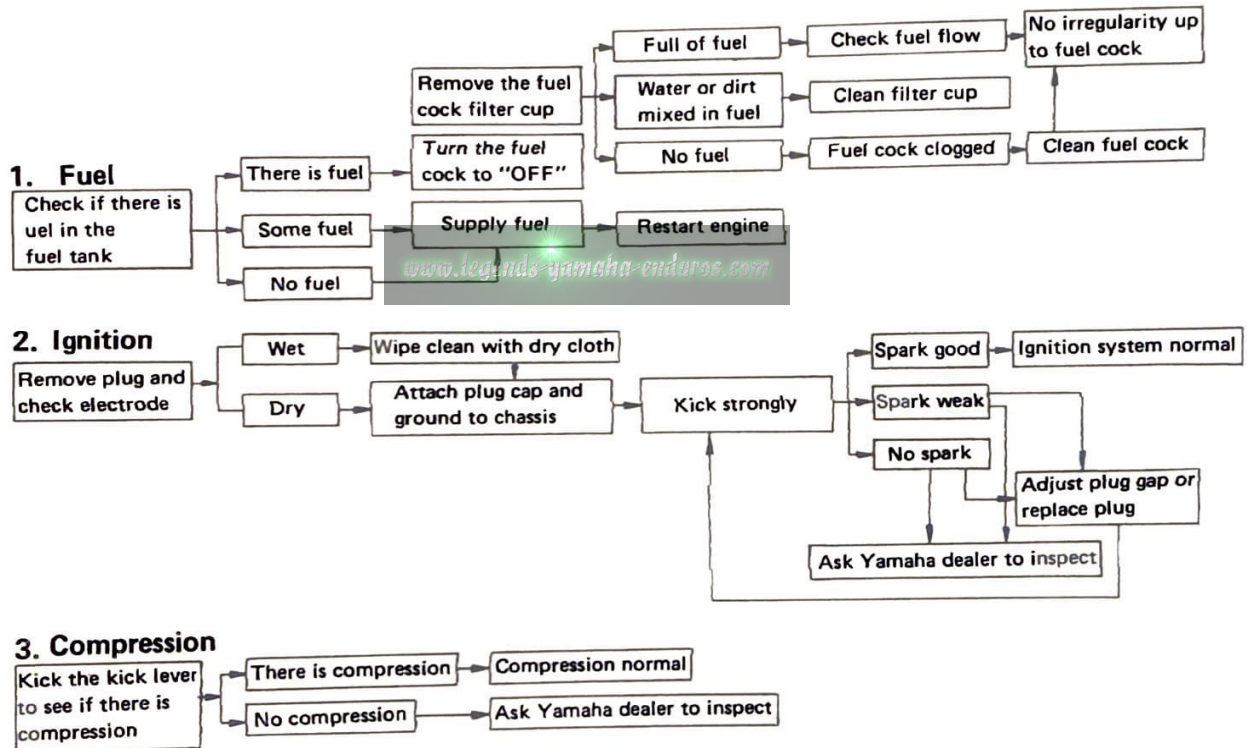 1. Fuel
Check if there is
uel in the
fuel tank
There is fuel
Some fuel
No fuel
Turn the fuel
cock to "OFF"
Supply fuel
Restart engine
Remove the fuel
cock filter cup
Full of fuel
Check fuel flow
No irregularity up
to fuel cock
Water or dirt
mixed in fuel
Clean filter cup
No fuel
Fuel cock clogged
Clean fuel cock
www.legends-yamaha-enduros.com
2. Ignition
Remove plug and
check electrode
Wet
Wipe clean with dry cloth
Dry
Attach plug cap and
ground to chassis
Kick strongly
Spark good
Ignition system normal
Spark weak
No spark
Adjust plug gap or
replace plug
Ask Yamaha dealer to inspect
3. Compression
Kick the kick lever
to see if there is
compression
There is compression
Compression normal
No compression
Ask Yamaha dealer to inspect